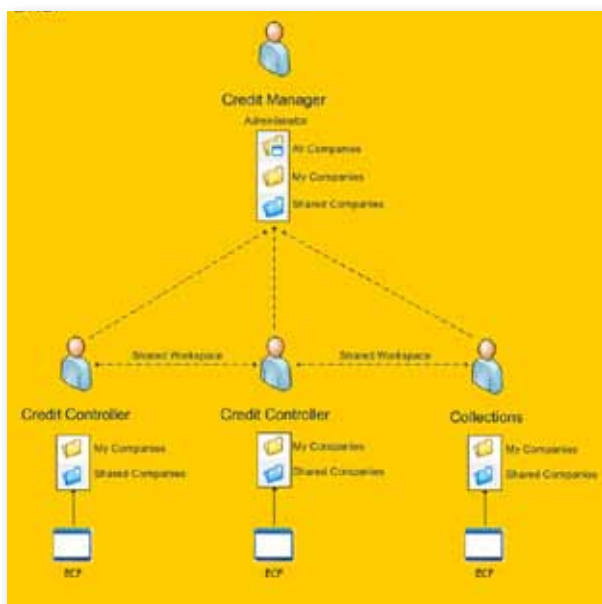 Credit Manager
Administrator
All Companies
My Companies
Shared Companies
Shared Workspace
Shared Workspace
Credit Controller
Credit Controller
Collections
My Companies
Shared Companies
My Companies
Shared Companies
My Companies
Shared Companies
ECP
ECP
ECP